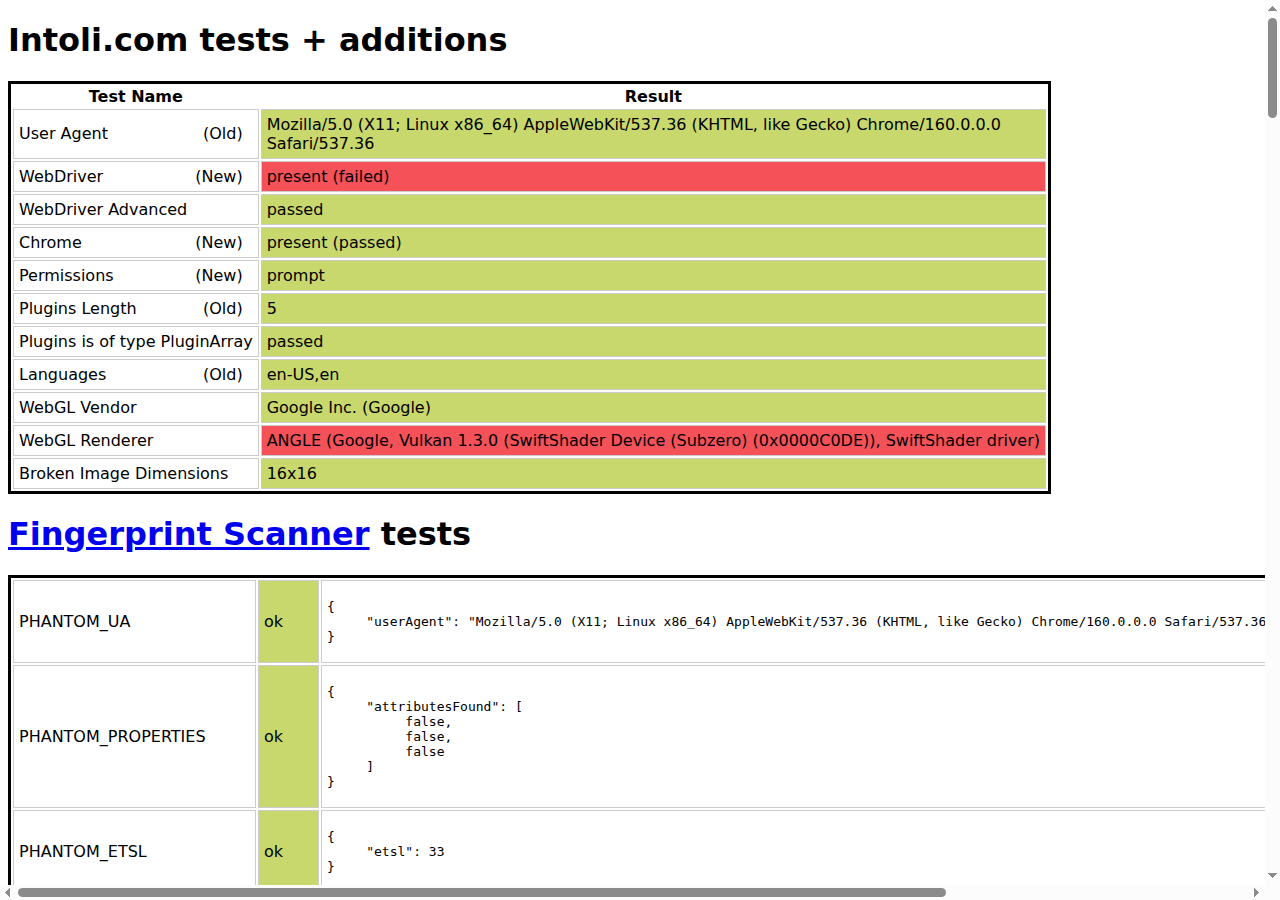 Intoli.com tests + additions
Test Name Result
User Agent (Old) Mozilla/5.0 (X11; Linux x86_64) AppleWebKit/537.36 (KHTML, like Gecko) Chrome/160.0.0.0
Safari/537.36
WebDriver (New) present (failed)
WebDriver Advanced passed
Chrome (New) present (passed)
Permissions (New) prompt
Plugins Length (Old) 5
Plugins is of type PluginArray passed
Languages (Old) en-US,en
WebGL Vendor Google Inc. (Google)
WebGL Renderer ANGLE (Google, Vulkan 1.3.0 (SwiftShader Device (Subzero) (0x0000C0DE)), SwiftShader driver)
Broken Image Dimensions 16x16
Fingerprint Scanner tests
PHANTOM_UA ok {
"userAgent": "Mozilla/5.0 (X11; Linux x86_64) AppleWebKit/537.36 (KHTML, like Gecko) Chrome/160.0.0.0 Safari/537.36
}
PHANTOM_PROPERTIES ok {
"attributesFound": [
false,
false,
false
]
}
PHANTOM_ETSL ok {
"etsl": 33
}